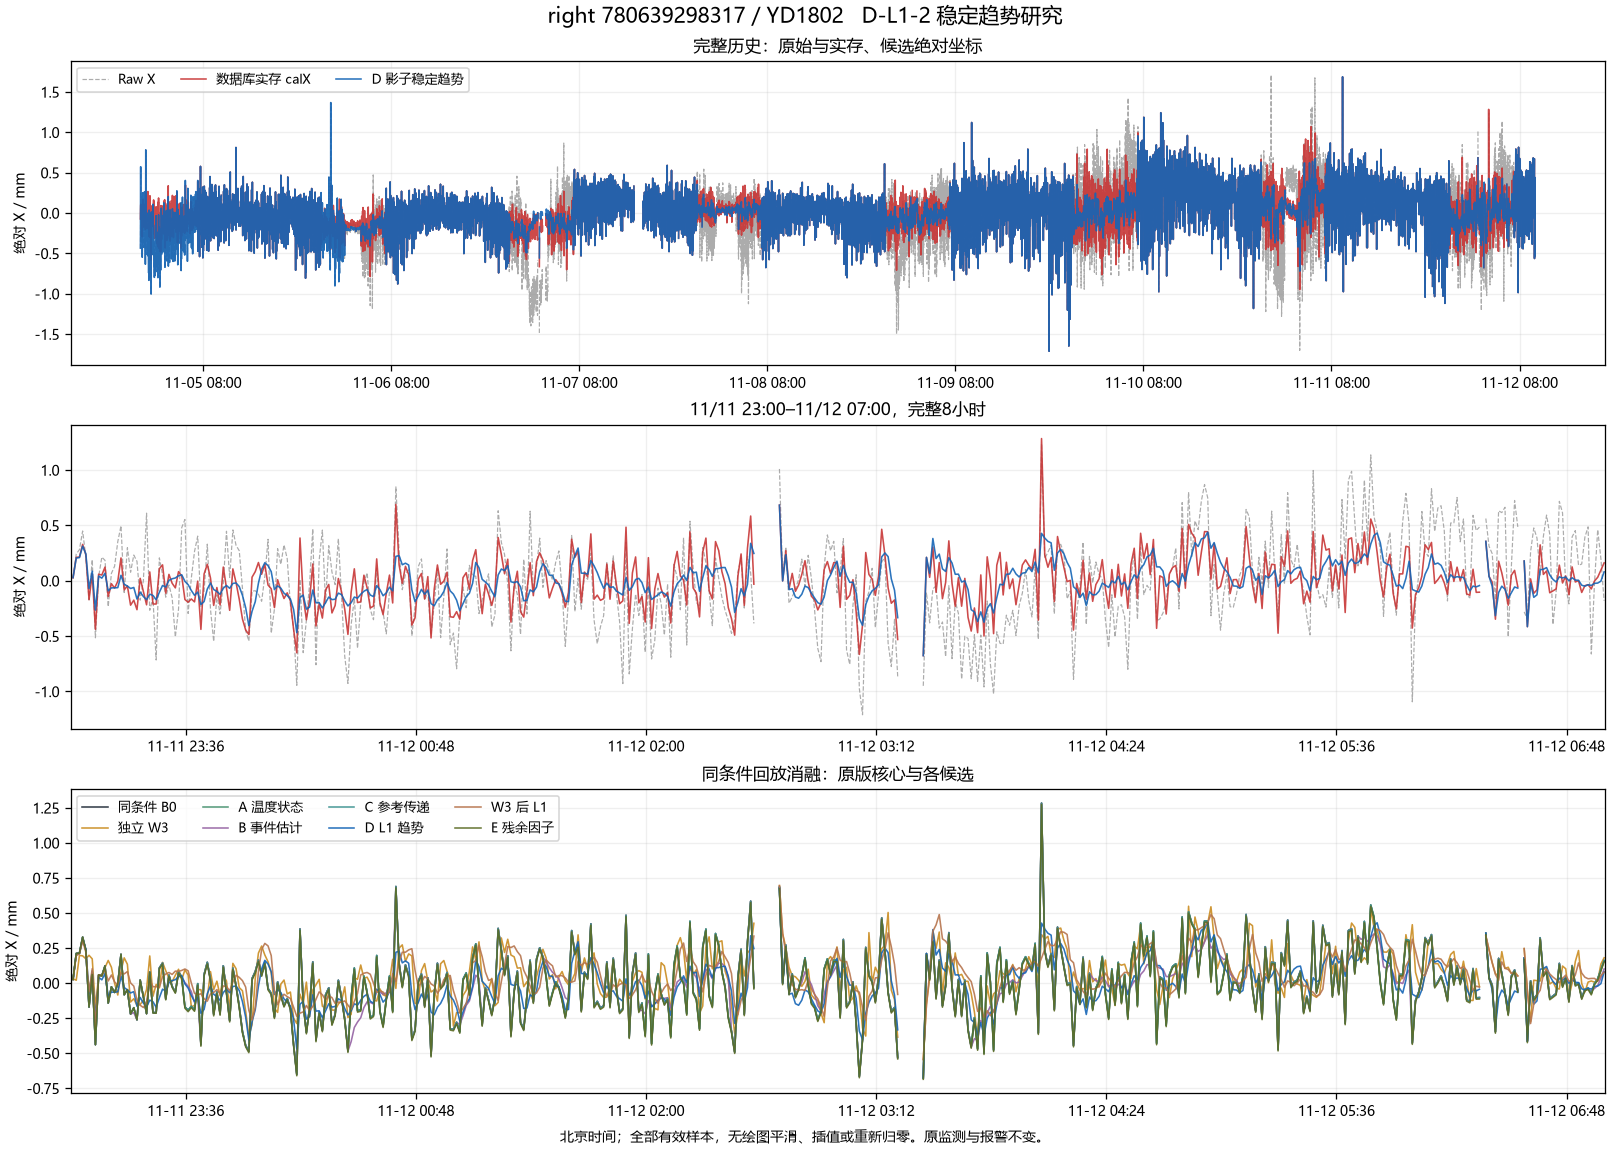 right 780639298317 / YD1802   D-L1-2 稳定趋势研究
完整历史：原始与实存、候选绝对坐标
Raw X
数据库实存 calX
D 影子稳定趋势
绝对 X / mm
1.5
1.0
0.5
0.0
-0.5
-1.0
-1.5
11-05 08:00
11-06 08:00
11-07 08:00
11-08 08:00
11-09 08:00
11-10 08:00
11-11 08:00
11-12 08:00
11/11 23:00–11/12 07:00，完整8小时
绝对 X / mm
1.0
0.5
0.0
-0.5
-1.0
11-11 23:36
11-12 00:48
11-12 02:00
11-12 03:12
11-12 04:24
11-12 05:36
11-12 06:48
同条件回放消融：原版核心与各候选
同条件 B0
A 温度状态
C 参考传递
W3 后 L1
独立 W3
B 事件估计
D L1 趋势
E 残余因子
绝对 X / mm
1.25
1.00
0.75
0.50
0.25
0.00
-0.25
-0.50
-0.75
11-11 23:36
11-12 00:48
11-12 02:00
11-12 03:12
11-12 04:24
11-12 05:36
11-12 06:48
北京时间；全部有效样本，无绘图平滑、插值或重新归零。原监测与报警不变。